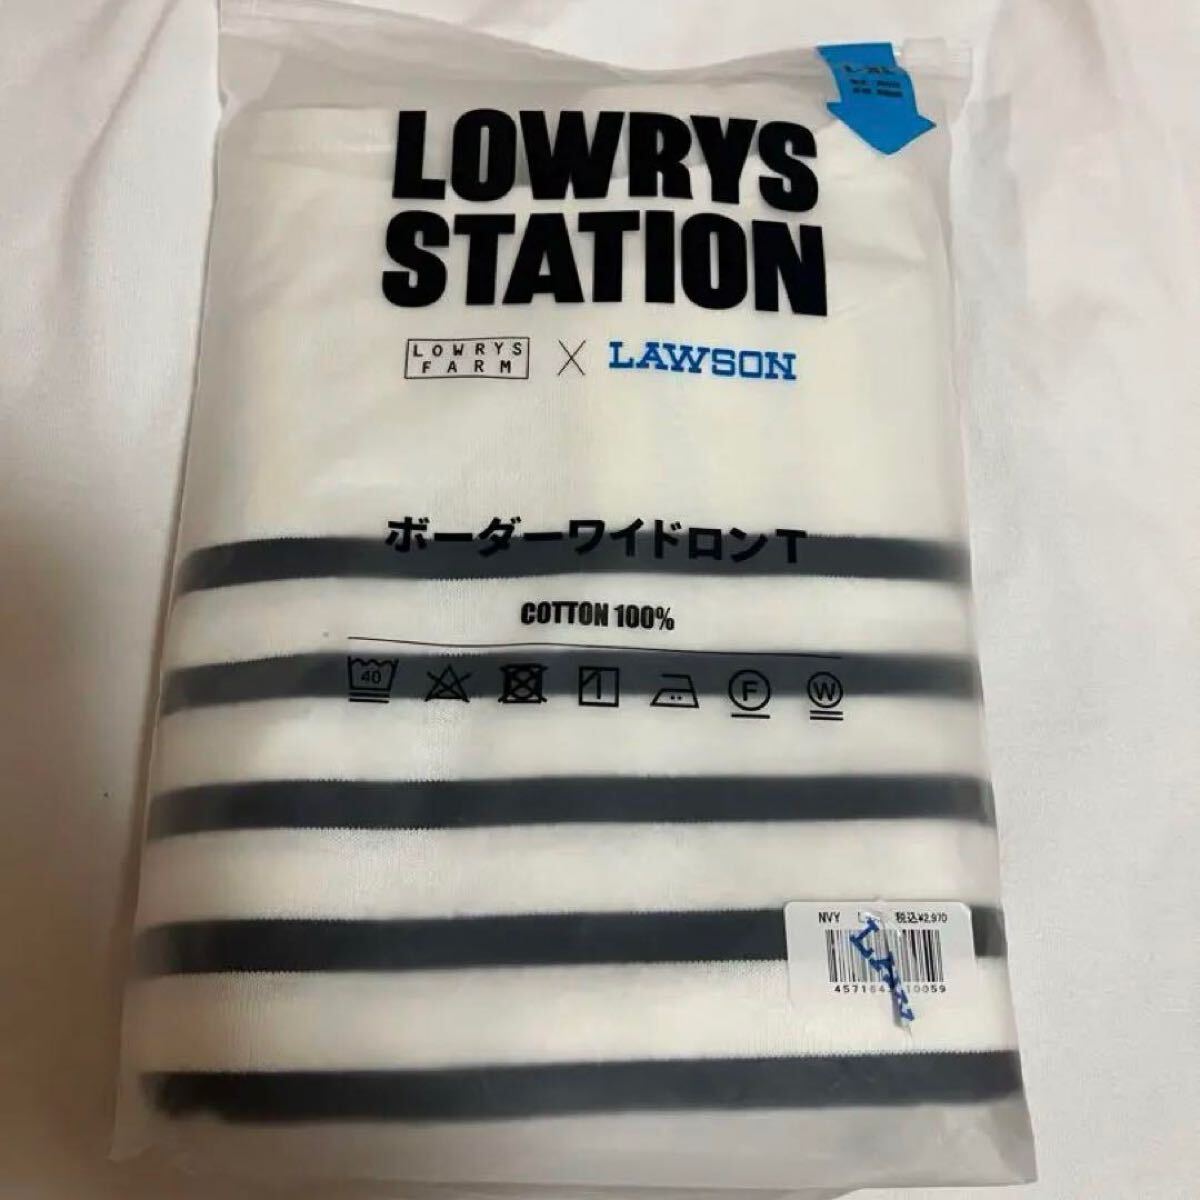 L-XL
LOWRYS
STATION
LOWRYS
FARM
×
LAWSON
ボーダーワイドロンT
COTTON 100%
40
F
W
NVY
税込¥2,970